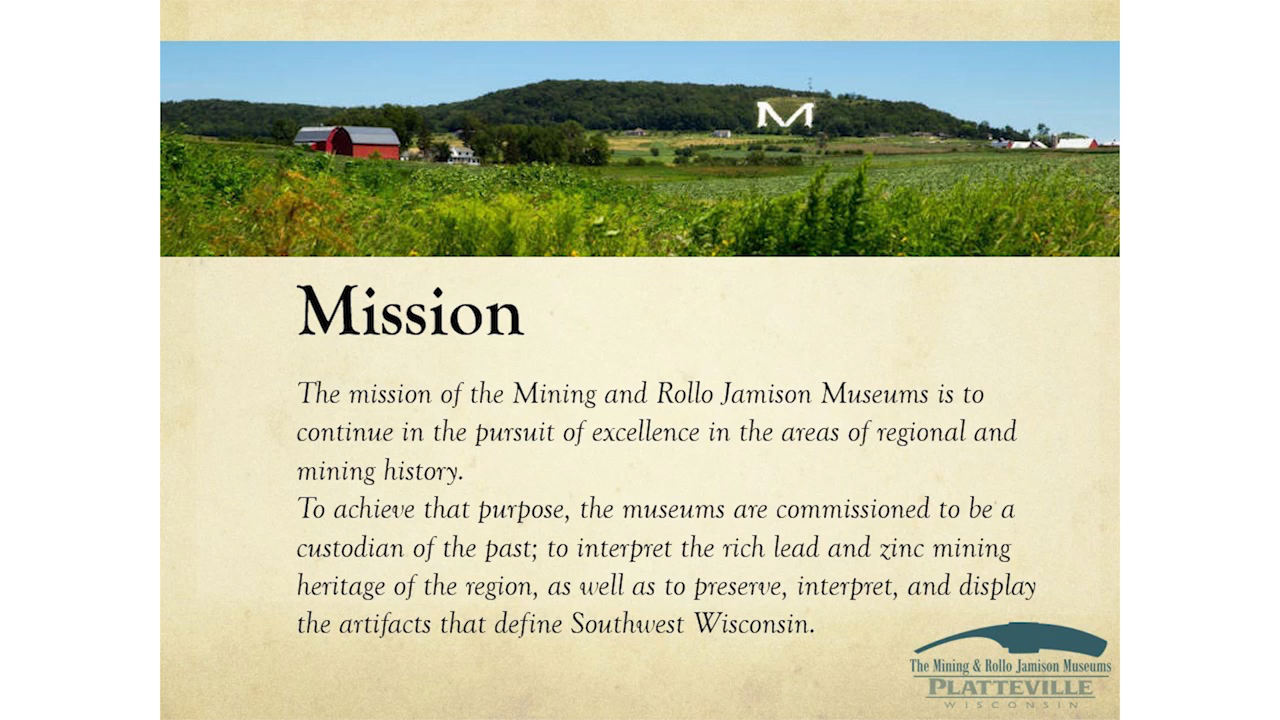 M
Mission
The mission of the Mining and Rollo Jamison Museums is to
continue in the pursuit of excellence in the areas of regional and
mining history.
To achieve that purpose, the museums are commissioned to be a
custodian of the past; to interpret the rich lead and zinc mining
heritage of the region, as well as to preserve, interpret, and display
the artifacts that define Southwest Wisconsin.
The Mining & Rollo Jamison Museums
PLATTEVILLE
WISCONSIN